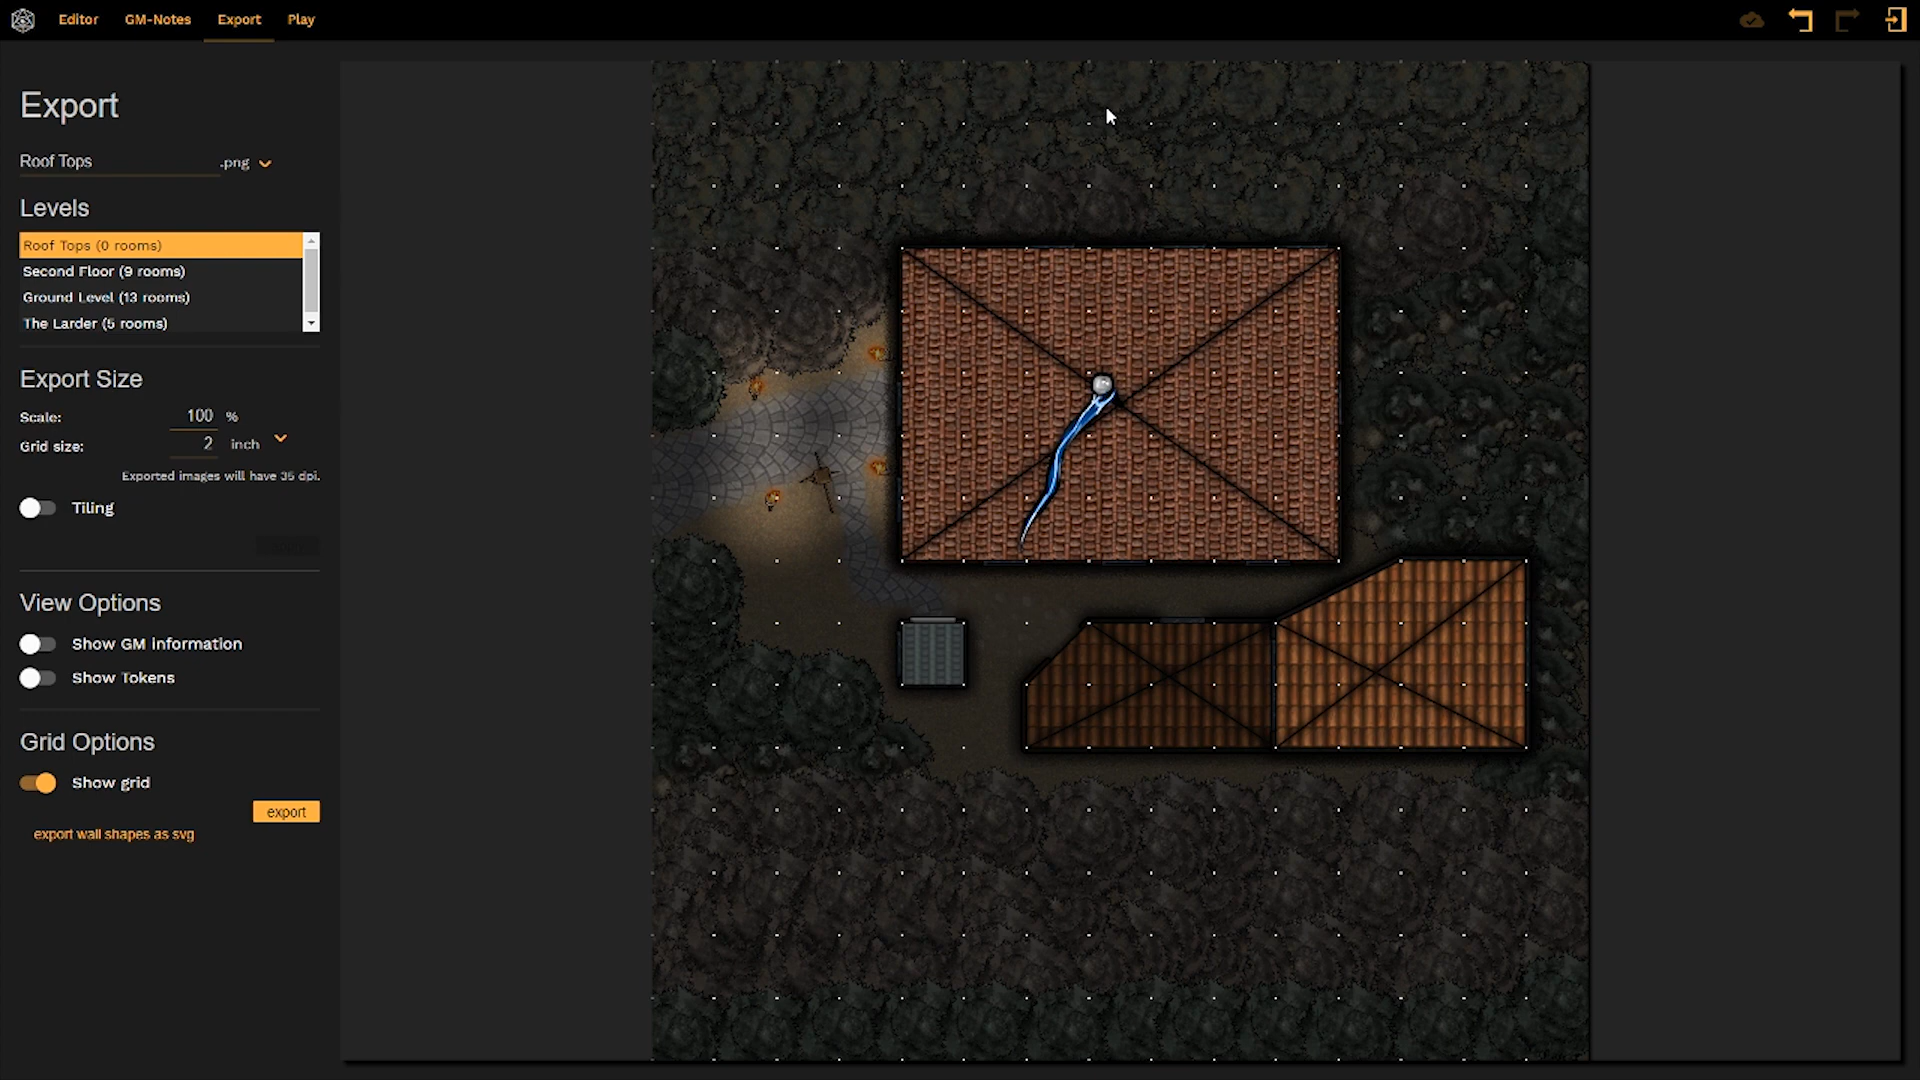 Editor GM-Notes Export Play
Export
Roof Tops .png
Levels
Roof Tops (0 rooms)
Second Floor (9 rooms)
Ground Level (13 rooms)
The Larder (5 rooms)
Export Size
Scale: 100 %
Grid size: 2 inch
Exported images will have 35 dpi.
Tiling
View Options
Show GM information
Show Tokens
Grid Options
Show grid
export
export wall shapes as svg